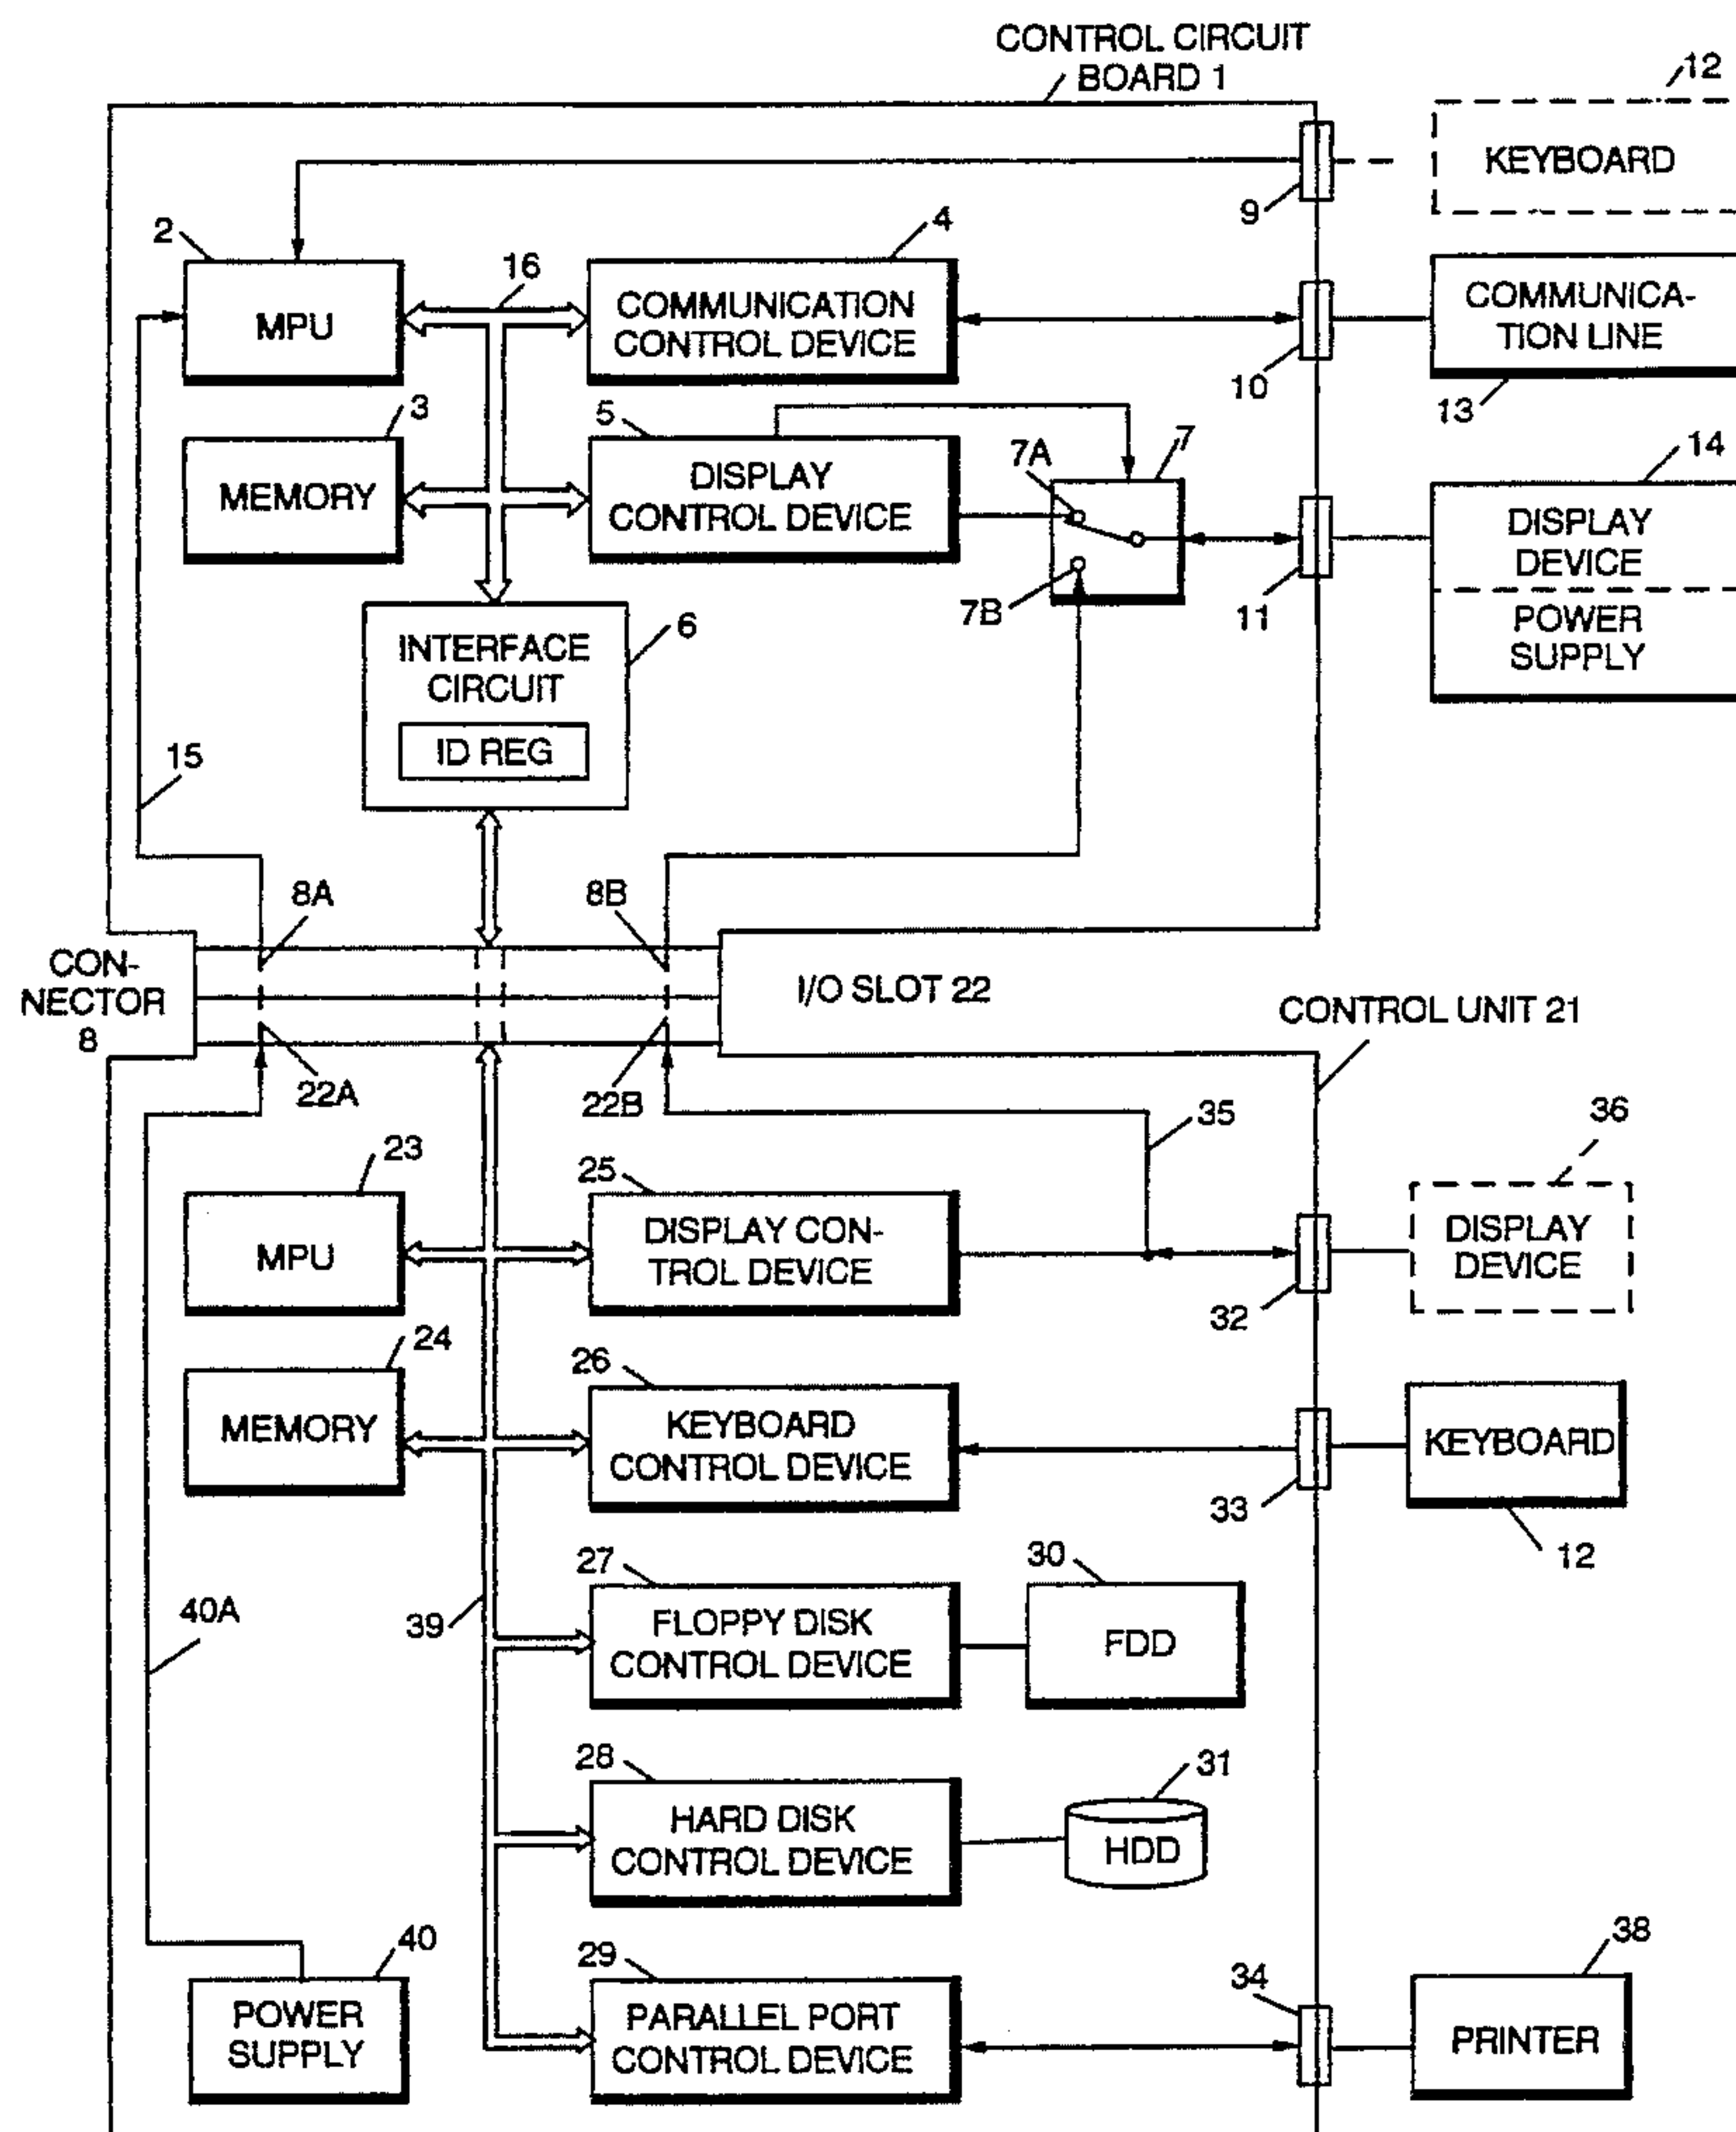 CONTROL CIRCUIT
BOARD 1
12
KEYBOARD
9
2
4
16
MPU
COMMUNICATION
CONTROL DEVICE
COMMUNICA-
TION LINE
10
13
3
5
7A
7
14
MEMORY
DISPLAY
CONTROL DEVICE
DISPLAY
DEVICE
7B
11
POWER
SUPPLY
6
INTERFACE
CIRCUIT
ID REG
15
8A
8B
CON-
NECTOR
8
I/O SLOT 22
CONTROL UNIT 21
22A
22B
35
36
23
25
MPU
DISPLAY CON-
TROL DEVICE
DISPLAY
DEVICE
32
24
26
MEMORY
KEYBOARD
CONTROL DEVICE
KEYBOARD
33
12
27
30
40A
39
FLOPPY DISK
CONTROL DEVICE
FDD
28
31
HARD DISK
CONTROL DEVICE
HDD
40
29
34
38
POWER
SUPPLY
PARALLEL PORT
CONTROL DEVICE
PRINTER